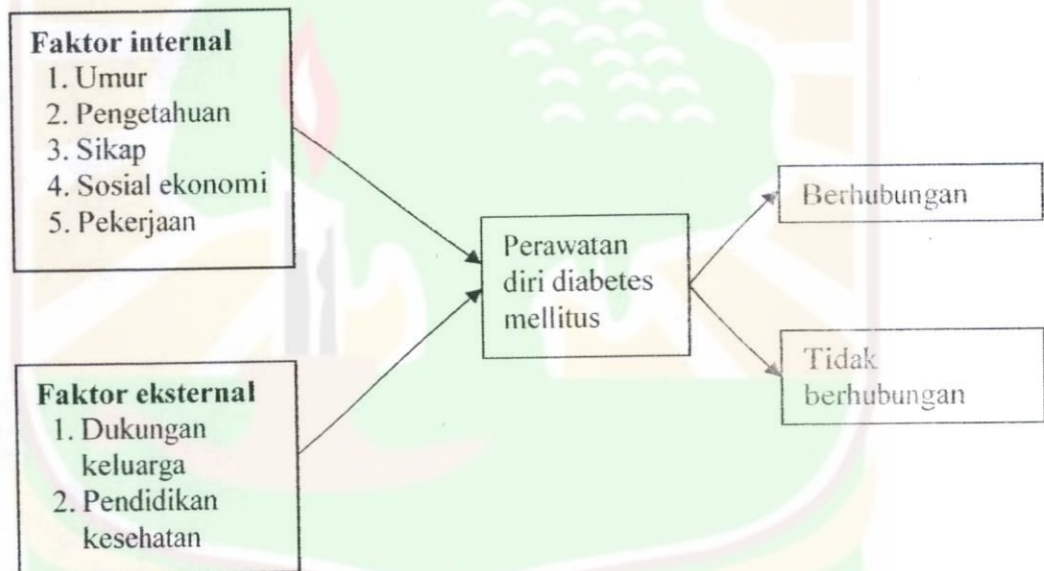 Faktor internal
1. Umur
2. Pengetahuan
3. Sikap
4. Sosial ekonomi
5. Pekerjaan
Faktor eksternal
1. Dukungan
keluarga
2. Pendidikan
kesehatan
Perawatan
diri diabetes
mellitus
Berhubungan
Tidak
berhubungan